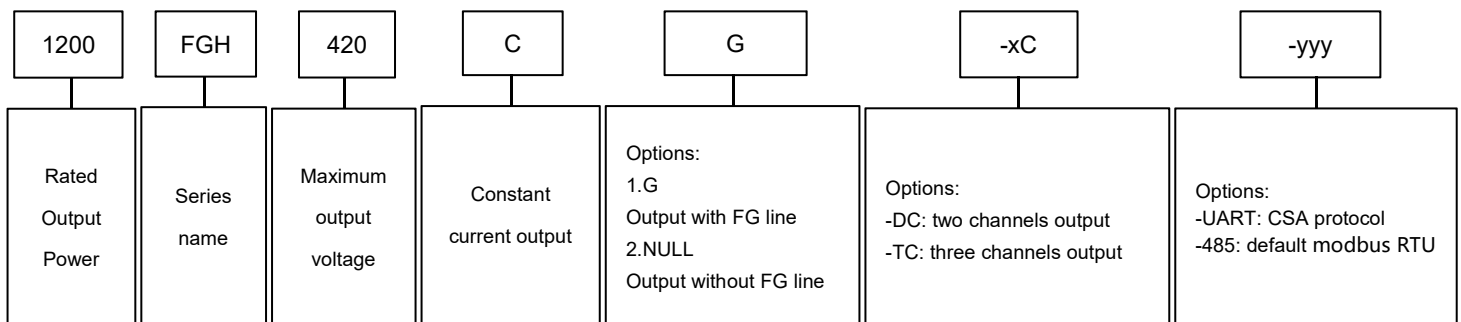 1200
FGH
420
C
G
-xC
-yyy
Rated
Output
Power
Series
name
Maximum
output
voltage
Constant
current output
Options:
1.G
Output with FG line
2.NULL
Output without FG line
Options:
-DC: two channels output
-TC: three channels output
Options:
-UART: CSA protocol
-485: default modbus RTU